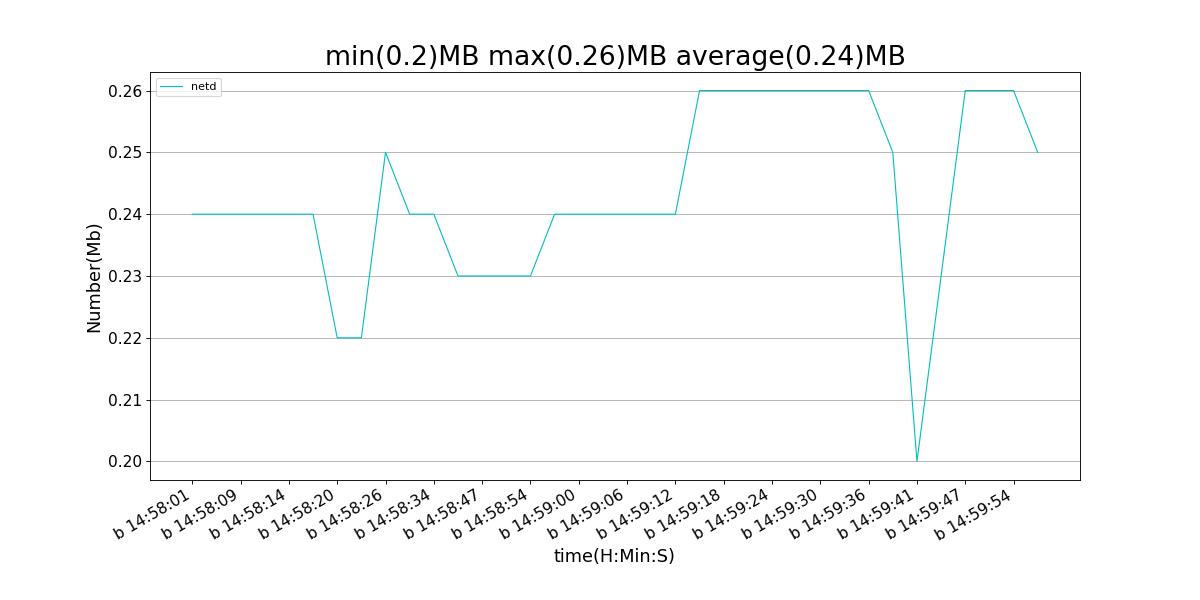 min(0.2)MB max(0.26)MB average(0.24)MB
netd
0.26
0.25
0.24
0.23
0.22
0.21
0.20
Number(Mb)
b 14:58:01
b 14:58:09
b 14:58:14
b 14:58:20
b 14:58:26
b 14:58:34
b 14:58:47
b 14:58:54
b 14:59:00
b 14:59:06
b 14:59:12
b 14:59:18
b 14:59:24
b 14:59:30
b 14:59:36
b 14:59:41
b 14:59:47
b 14:59:54
time(H:Min:S)